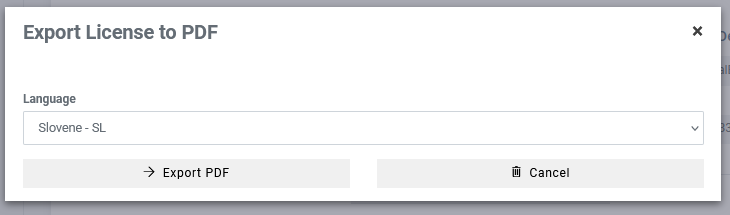 Export License to PDF
Language
Slovene - SL
Export PDF
Cancel